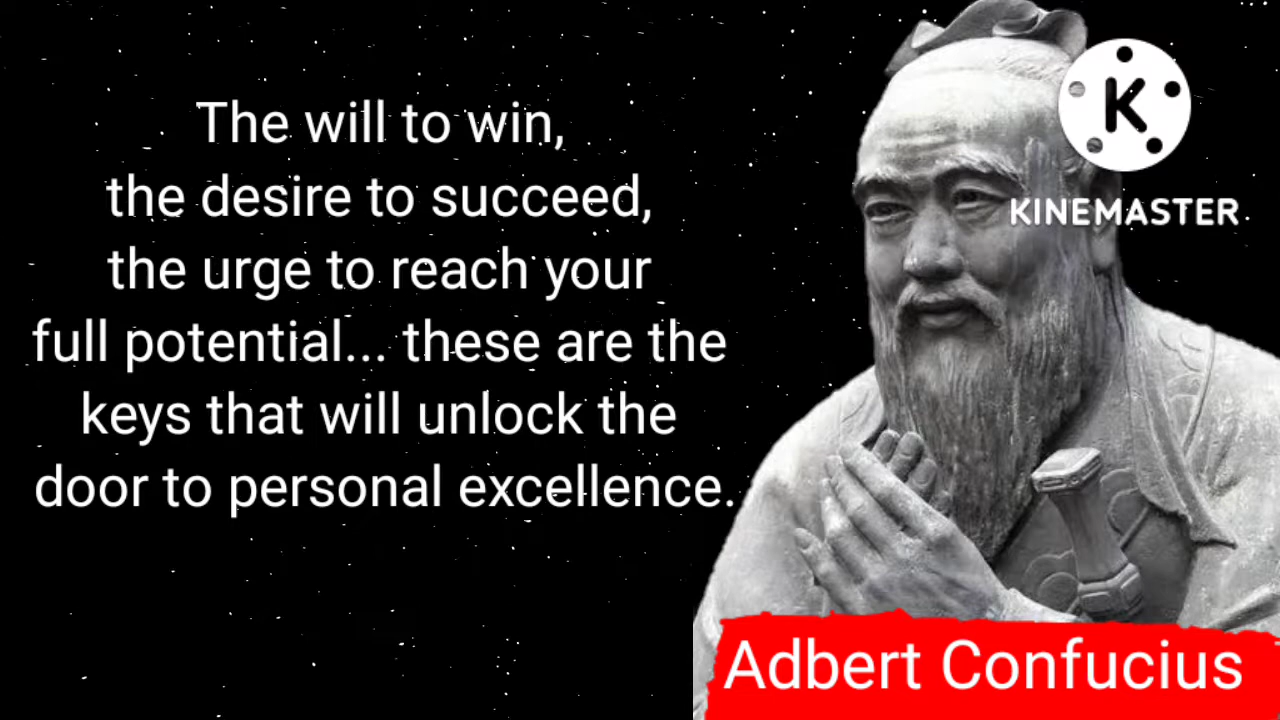 The will to win,
the desire to succeed,
the urge to reach your
full potential... these are the
keys that will unlock the
door to personal excellence.
K
KINEMASTER
Adbert Confucius